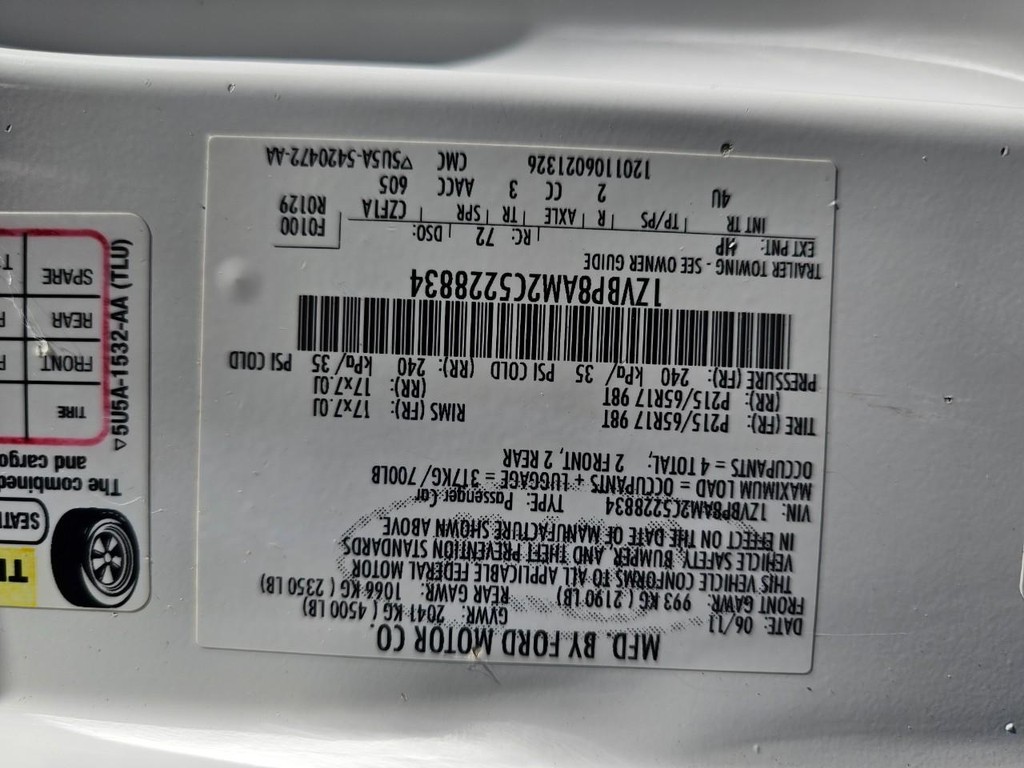 MFD. BY FORD MOTOR CO.
DATE: 06/11 GVWR: 2041 KG ( 4500 LB)
FRONT GAWR: 993 KG ( 2190 LB) REAR GAWR: 1066 KG ( 2350 LB)
THIS VEHICLE CONFORMS TO ALL APPLICABLE FEDERAL MOTOR
VEHICLE SAFETY, BUMPER, AND THEFT PREVENTION STANDARDS
IN EFFECT ON THE DATE OF MANUFACTURE SHOWN ABOVE
VIN: 1ZVBP8AM2C5228834 TYPE: Passenger Car
MAXIMUM LOAD = OCCUPANTS + LUGGAGE = 317KG/700LB
OCCUPANTS = 4 TOTAL, 2 FRONT, 2 REAR
TIRE (FR): P215/65R17 98T RIMS (FR): 17x7.0J
(RR): P215/65R17 98T (RR): 17x7.0J
PRESSURE (FR): 240 kPa/ 35 PSI COLD (RR): 240 kPa/ 35 PSI COLD
1ZVBP8AM2C5228834
TRAILER TOWING - SEE OWNER GUIDE
EXT PNT: HP RC: 72 DSO: F0100
INT TR TP/PS R AXLE TR SPR CZF1A R0129
4U 2 CC 3 AACC 605
1201106021326 CMC ▽5U5A-5420472-AA
SEATI
The combined
and cargo
TIRE
FRONT
REAR
SPARE
▽5U5A-1532-AA (TLU)